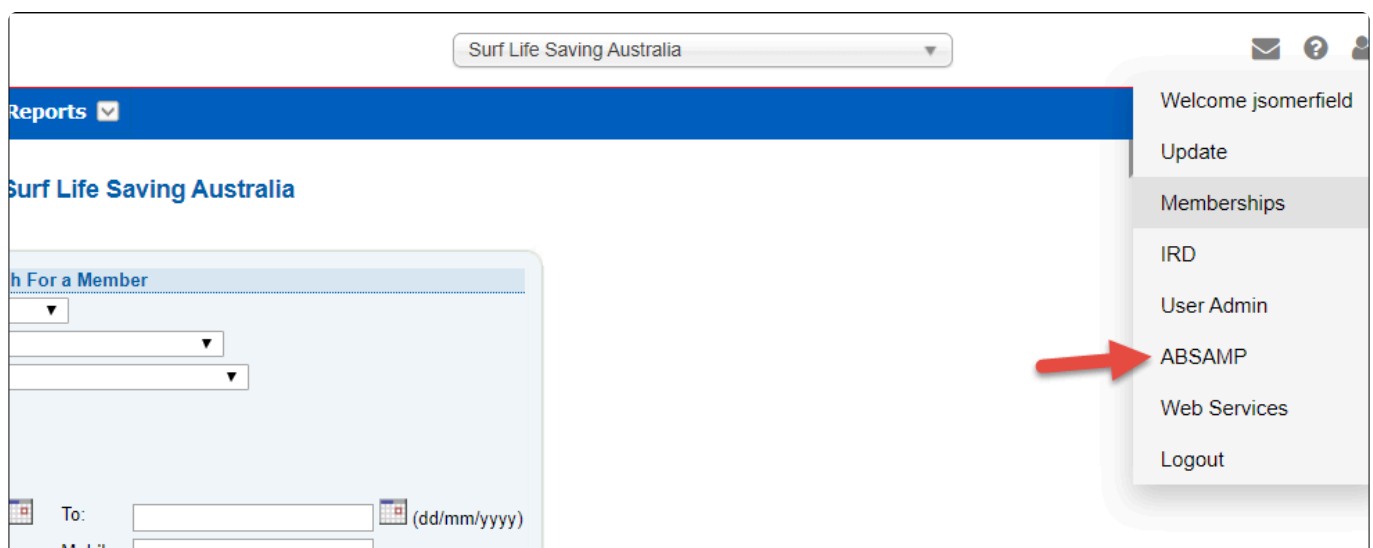 Surf Life Saving Australia
Reports
Welcome jsomerfield
Update
Memberships
IRD
User Admin
ABSAMP
Web Services
Logout
Surf Life Saving Australia
h For a Member
To:
(dd/mm/yyyy)